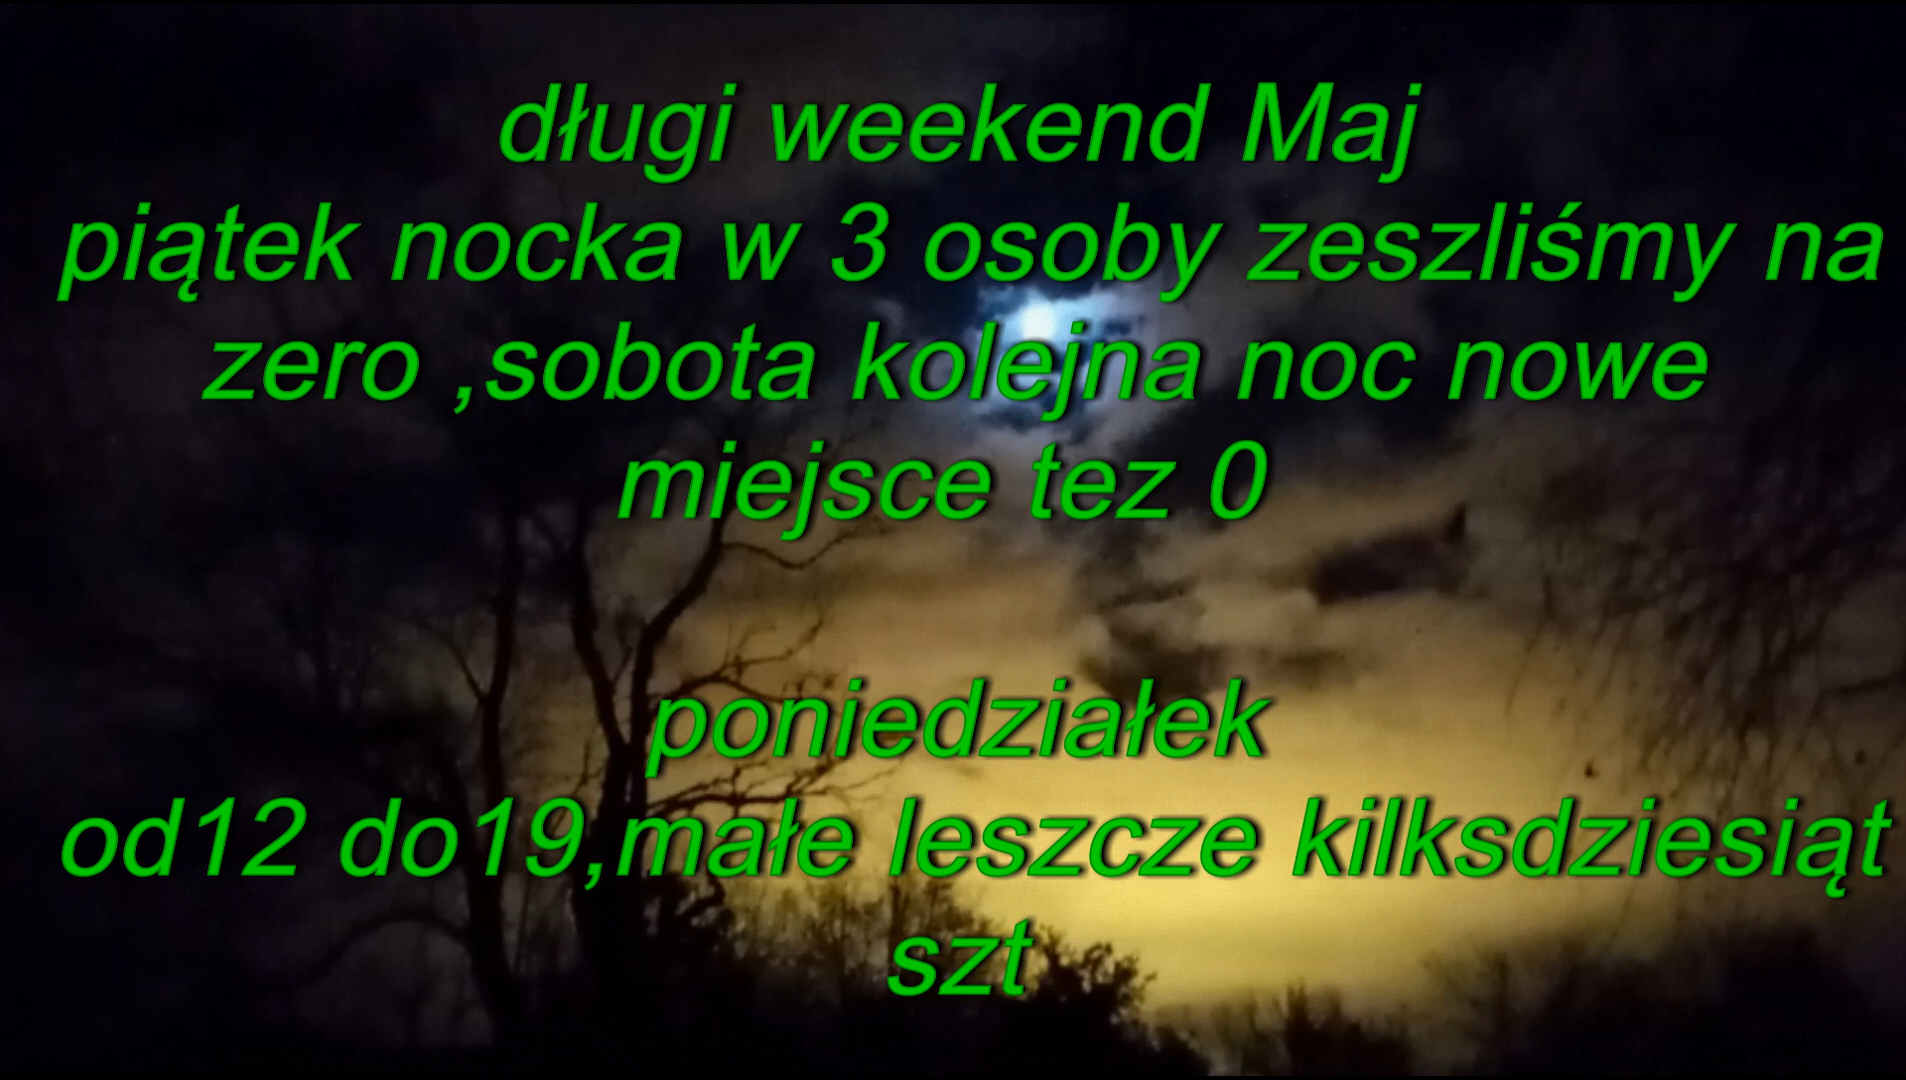 długi weekend Maj
piątek nocka w 3 osoby zeszliśmy na
zero ,sobota kolejna noc nowe
miejsce tez 0
poniedziałek
od12 do19,małe leszcze kilksdziesiąt
szt